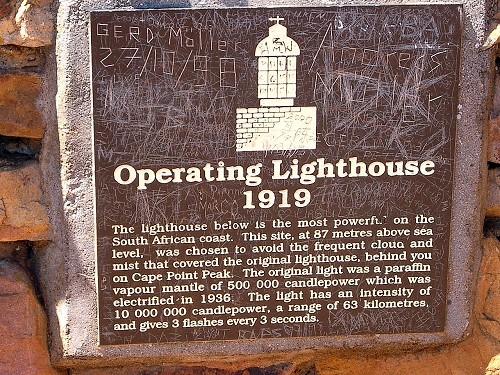 GERD Möller
27/10/98
Operating Lighthouse
1919
The lighthouse below is the most powerfu on the
South African coast. This site, at 87 metres above sea
level, was chosen to avoid the frequent cloud and
mist that covered the original lighthouse, behind you
on Cape Point Peak. The original light was a paraffin
vapour mantle of 500 000 candlepower which was
electrified in 1936. The light has an intensity of
10 000 000 candlepower, a range of 63 kilometres,
and gives 3 flashes every 3 seconds.